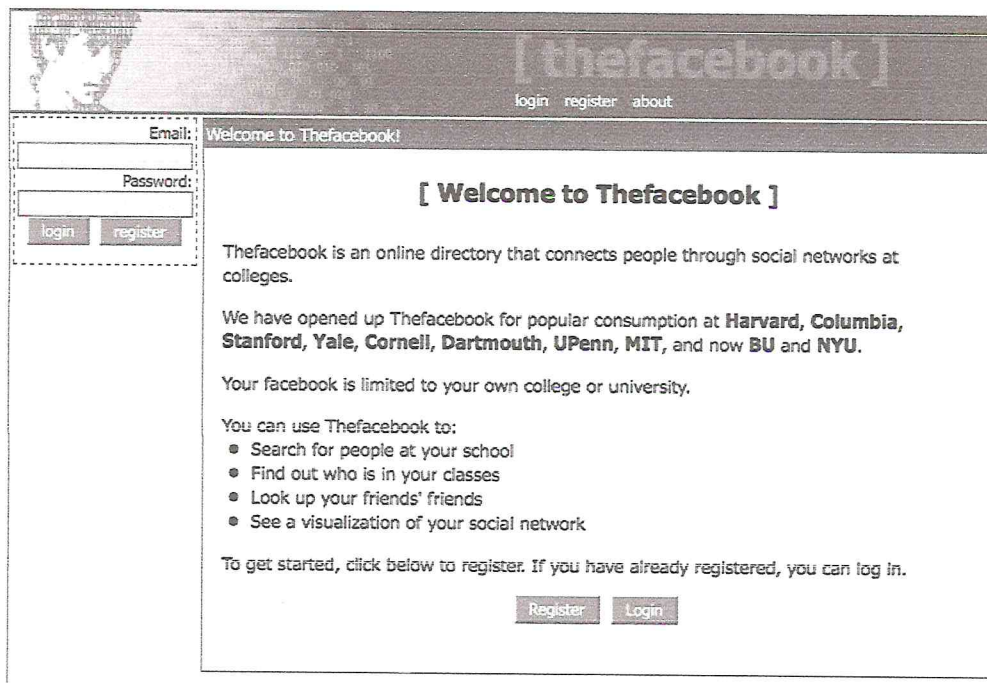 [ thefacebook ]
login register about
Email:
Password:
login register
Welcome to Thefacebook!
[ Welcome to Thefacebook ]
Thefacebook is an online directory that connects people through social networks at
colleges.
We have opened up Thefacebook for popular consumption at Harvard, Columbia,
Stanford, Yale, Cornell, Dartmouth, UPenn, MIT, and now BU and NYU.
Your facebook is limited to your own college or university.
You can use Thefacebook to:
● Search for people at your school
● Find out who is in your classes
● Look up your friends' friends
● See a visualization of your social network
To get started, click below to register. If you have already registered, you can log in.
Register Login